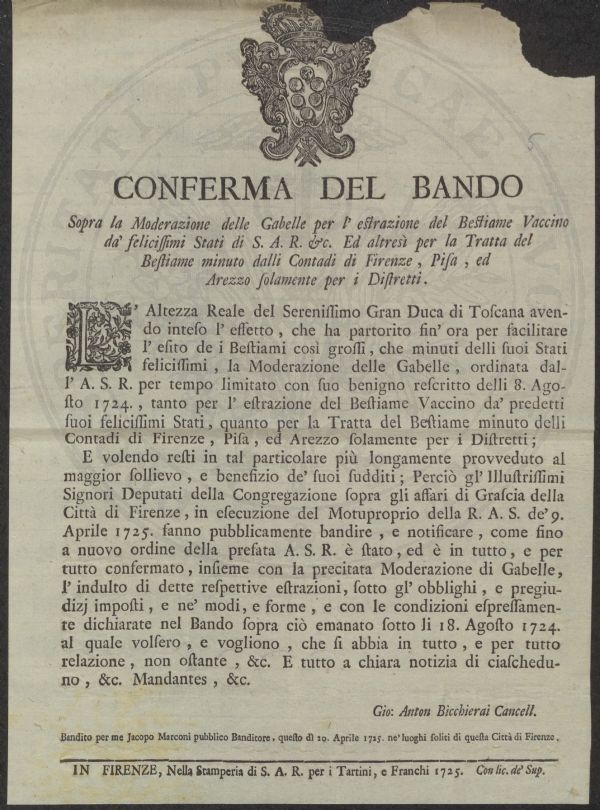 CONFERMA DEL BANDO
Sopra la Moderazione delle Gabelle per l' estrazione del Bestiame Vaccino
da' felicissimi Stati di S. A. R. &c. Ed altresì per la Tratta del
Bestiame minuto dalli Contadi di Firenze, Pisa, ed
Arezzo solamente per i Distretti.
L' Altezza Reale del Serenissimo Gran Duca di Toscana aven-
do inteso l' effetto, che ha partorito fin' ora per facilitare
l' esito de i Bestiami così grossi, che minuti delli suoi Stati
felicissimi, la Moderazione delle Gabelle, ordinata dal-
l' A. S. R. per tempo limitato con suo benigno rescritto delli 8. Ago-
sto 1724., tanto per l' estrazione del Bestiame Vaccino da' predetti
suoi felicissimi Stati, quanto per la Tratta del Bestiame minuto delli
Contadi di Firenze, Pisa, ed Arezzo solamente per i Distretti;
E volendo resti in tal particolare più longamente provveduto al
maggior sollievo, e benefizio de' suoi sudditi; Perciò gl' Illustrissimi
Signori Deputati della Congregazione sopra gli affari di Grascia della
Città di Firenze, in esecuzione del Motuproprio della R. A. S. de' 9.
Aprile 1725. fanno pubblicamente bandire, e notificare, come fino
a nuovo ordine della prefata A. S. R. è stato, ed è in tutto, e per
tutto confermato, insieme con la precitata Moderazione di Gabelle,
l' indulto di dette respettive estrazioni, sotto gl' obblighi, e pregiu-
dizj imposti, e ne' modi, e forme, e con le condizioni espressamen-
te dichiarate nel Bando sopra ciò emanato sotto li 18. Agosto 1724.
al quale volsero, e vogliono, che si abbia in tutto, e per tutto
relazione, non ostante, &c. E tutto a chiara notizia di ciaschedu-
no, &c. Mandantes, &c.
Gio: Anton Bicchierai Cancell.
Bandito per me Jacopo Marconi pubblico Banditore, questo dì 20. Aprile 1725. ne' luoghi soliti di questa Città di Firenze.
IN FIRENZE, Nella Stamperia di S. A. R. per i Tartini, e Franchi 1725. Con lic. de' Sup.